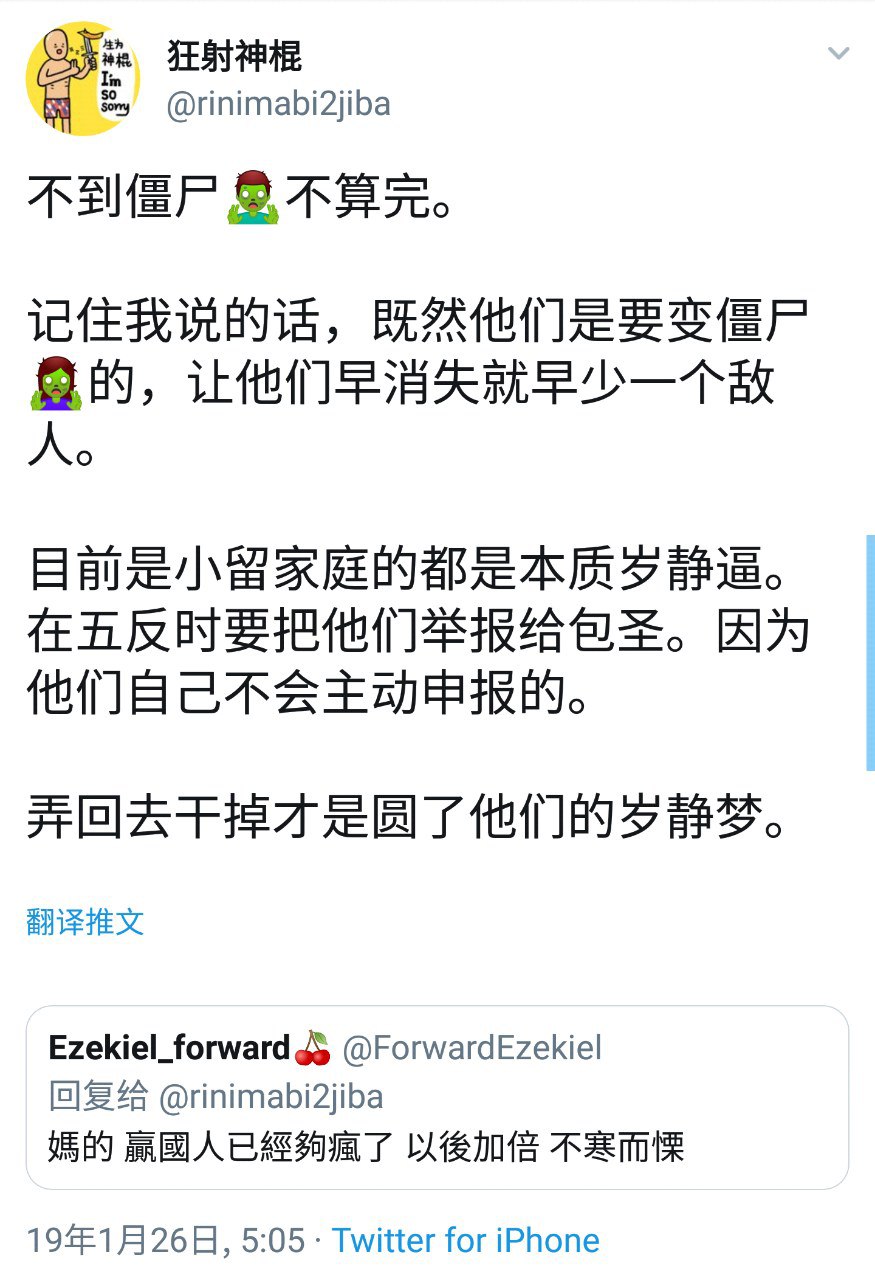 生为
神棍
I'm
so
sorry
狂射神棍
@rinimabi2jiba
不到僵尸🧟‍♂️不算完。
记住我说的话，既然他们是要变僵尸
🧟‍♀️的，让他们早消失就早少一个敌
人。
目前是小留家庭的都是本质岁静逼。
在五反时要把他们举报给包圣。因为
他们自己不会主动申报的。
弄回去干掉才是圆了他们的岁静梦。
翻译推文
Ezekiel_forward🍒 @ForwardEzekiel
回复给 @rinimabi2jiba
媽的 贏國人已經夠瘋了 以後加倍 不寒而慄
19年1月26日, 5:05 · Twitter for iPhone